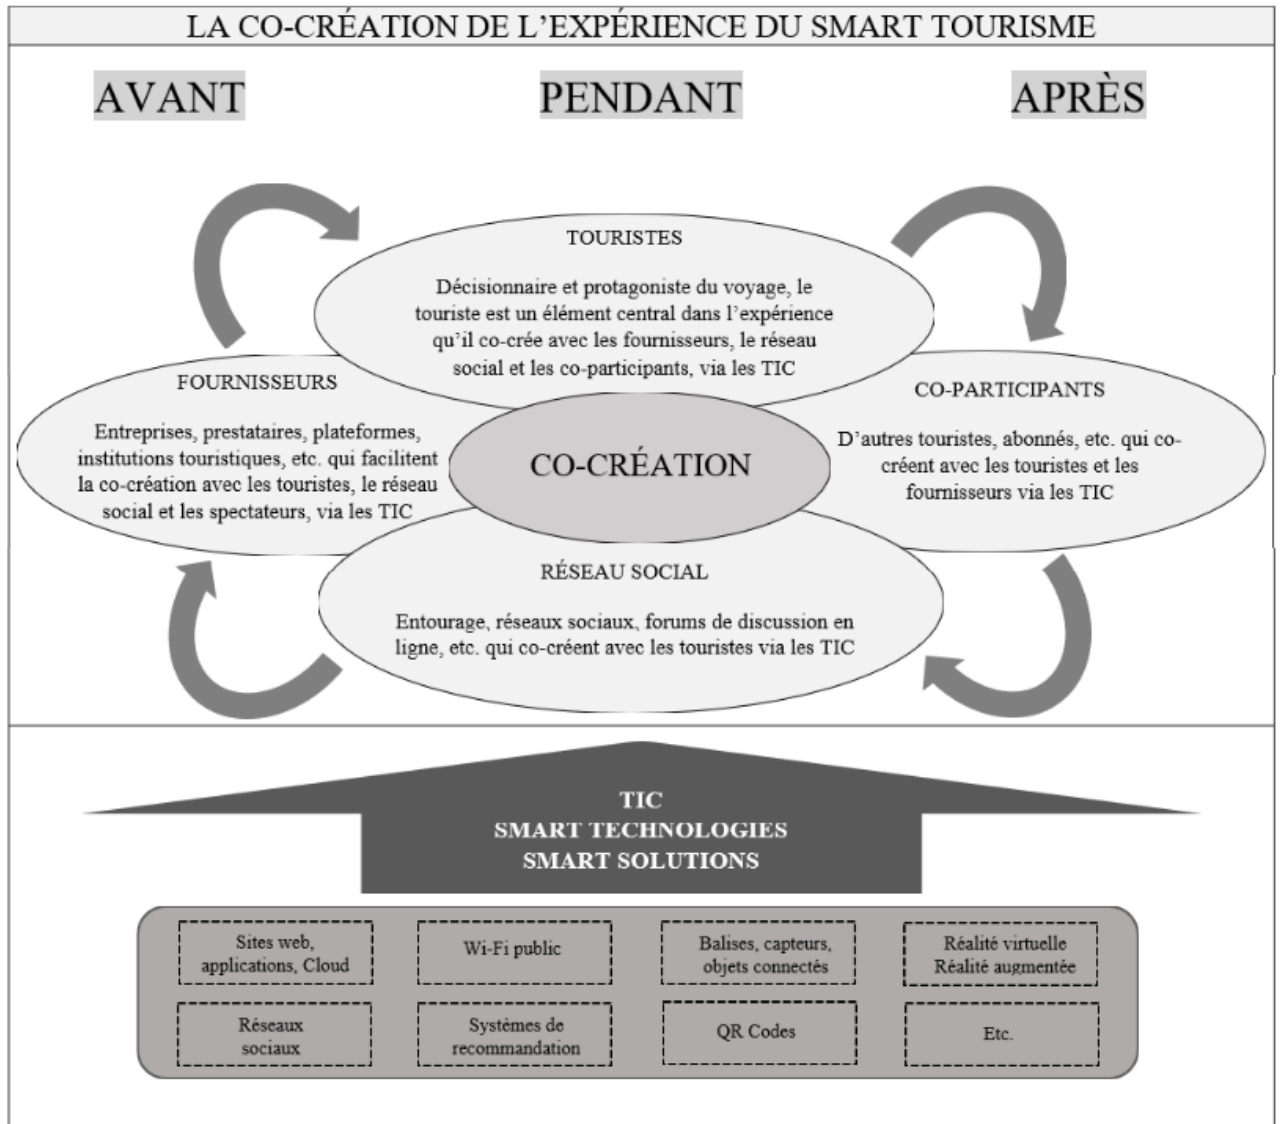 LA CO-CRÉATION DE L’EXPÉRIENCE DU SMART TOURISME
AVANT
PENDANT
APRÈS
TOURISTES
Décisionnaire et protagoniste du voyage, le
touriste est un élément central dans l’expérience
qu’il co-crée avec les fournisseurs, le réseau
social et les co-participants, via les TIC
FOURNISSEURS
Entreprises, prestataires, plateformes,
institutions touristiques, etc. qui facilitent
la co-création avec les touristes, le réseau
social et les spectateurs, via les TIC
CO-CRÉATION
CO-PARTICIPANTS
D’autres touristes, abonnés, etc. qui co-
créent avec les touristes et les
fournisseurs via les TIC
RÉSEAU SOCIAL
Entourage, réseaux sociaux, forums de discussion en
ligne, etc. qui co-créent avec les touristes via les TIC
TIC
SMART TECHNOLOGIES
SMART SOLUTIONS
Sites web,
applications, Cloud
Wi-Fi public
Balises, capteurs,
objets connectés
Réalité virtuelle
Réalité augmentée
Réseaux
sociaux
Systèmes de
recommandation
QR Codes
Etc.